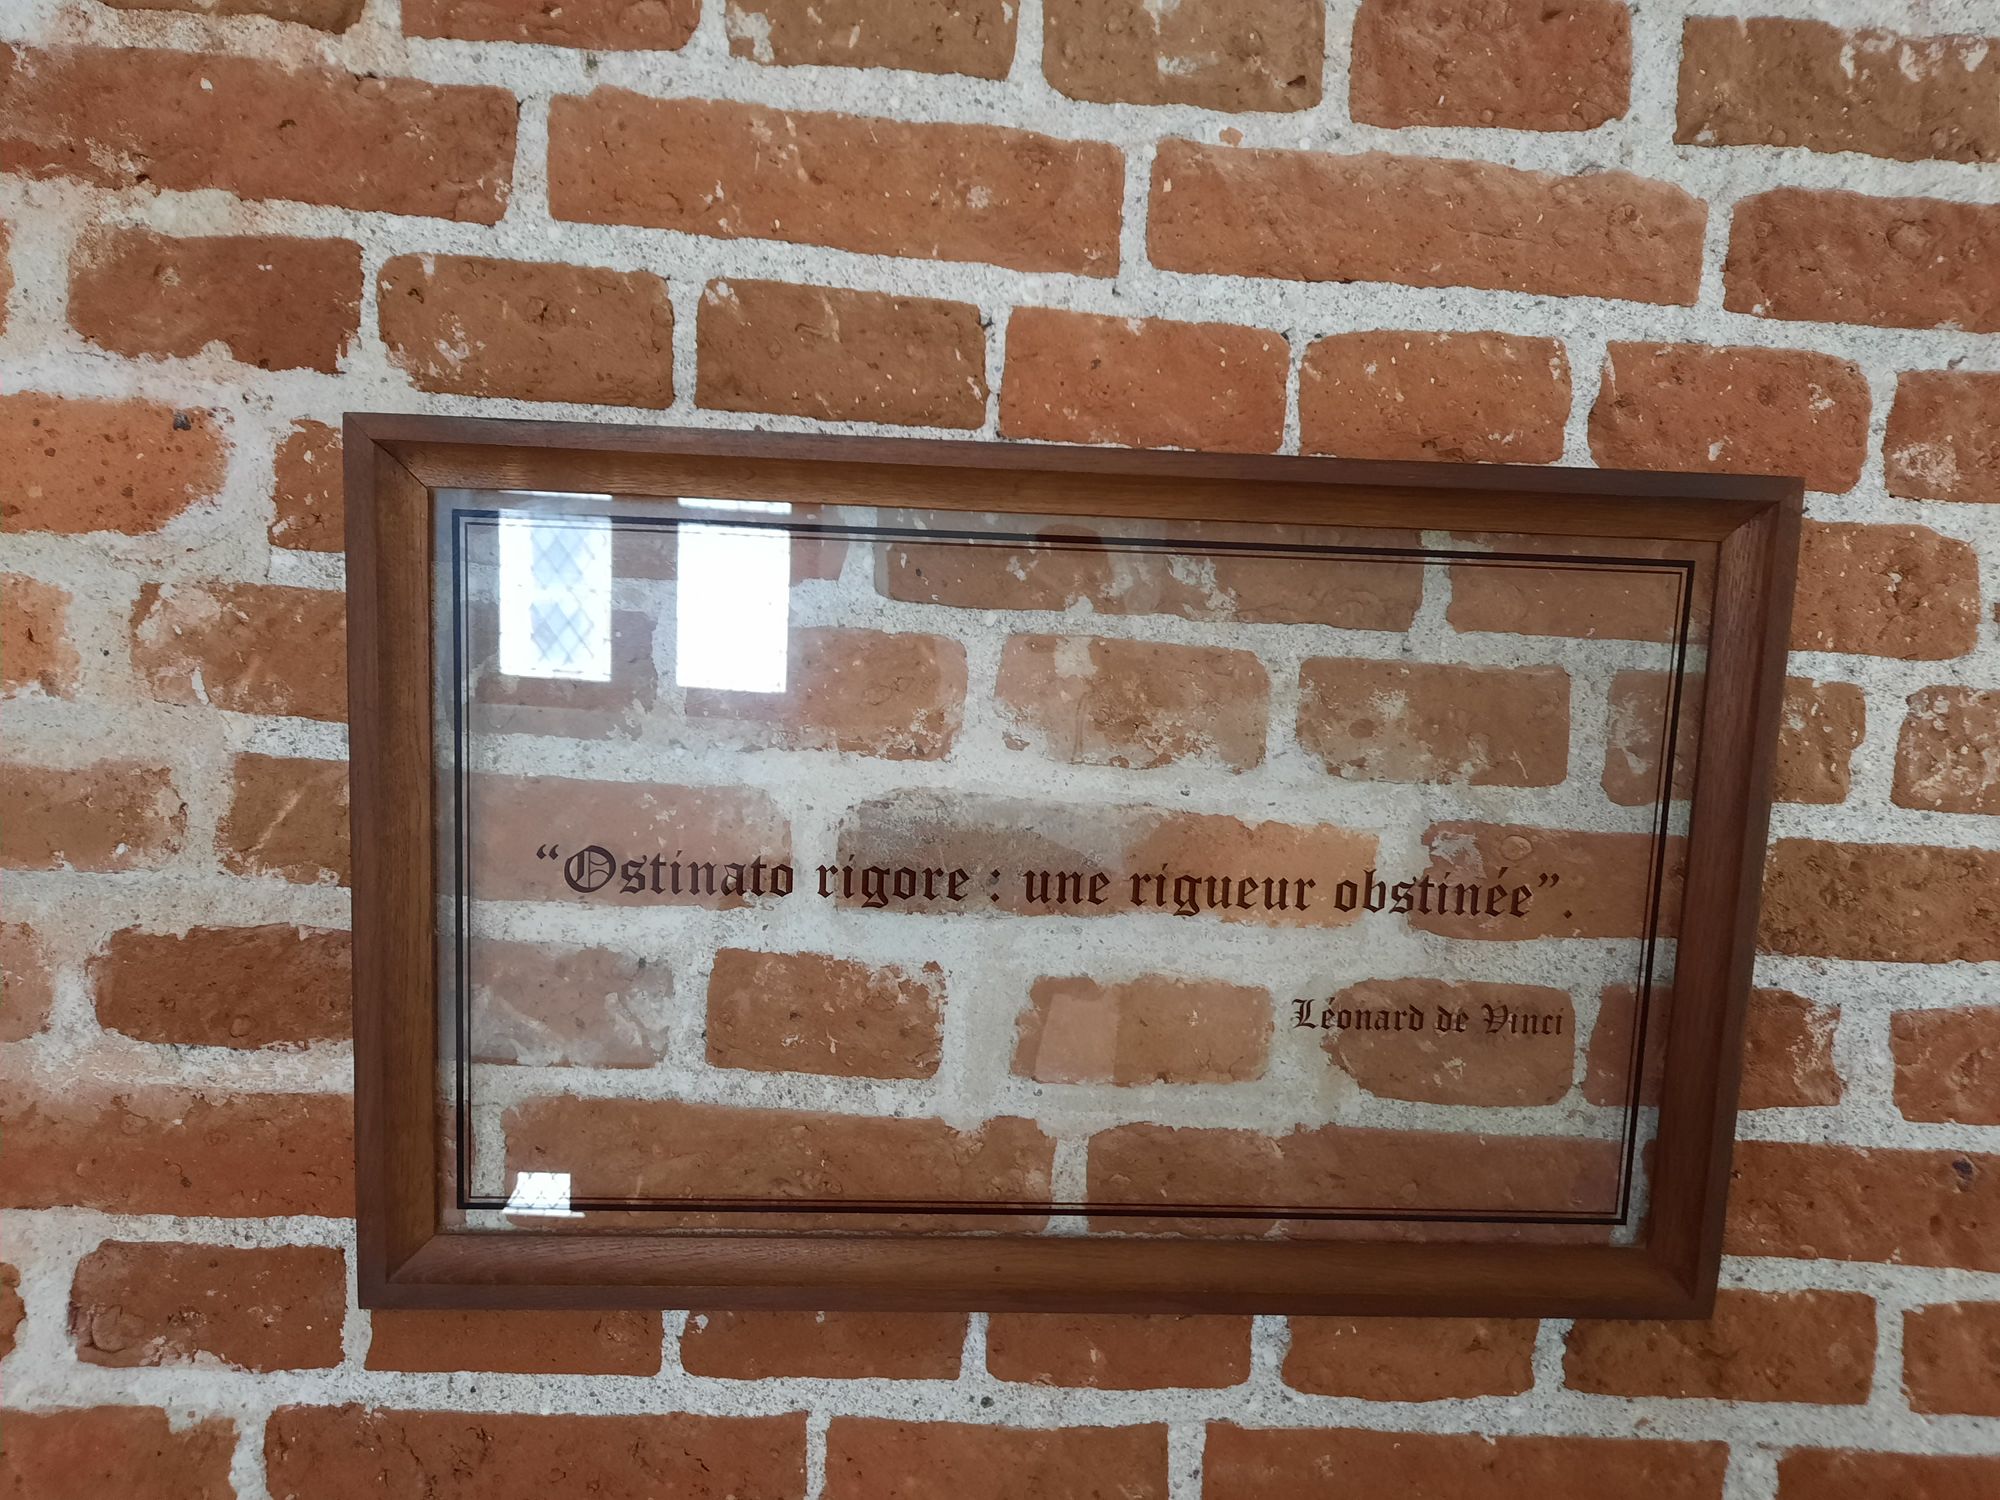 “Ostinato rigore : une rigueur obstinée”.
Léonard de Vinci